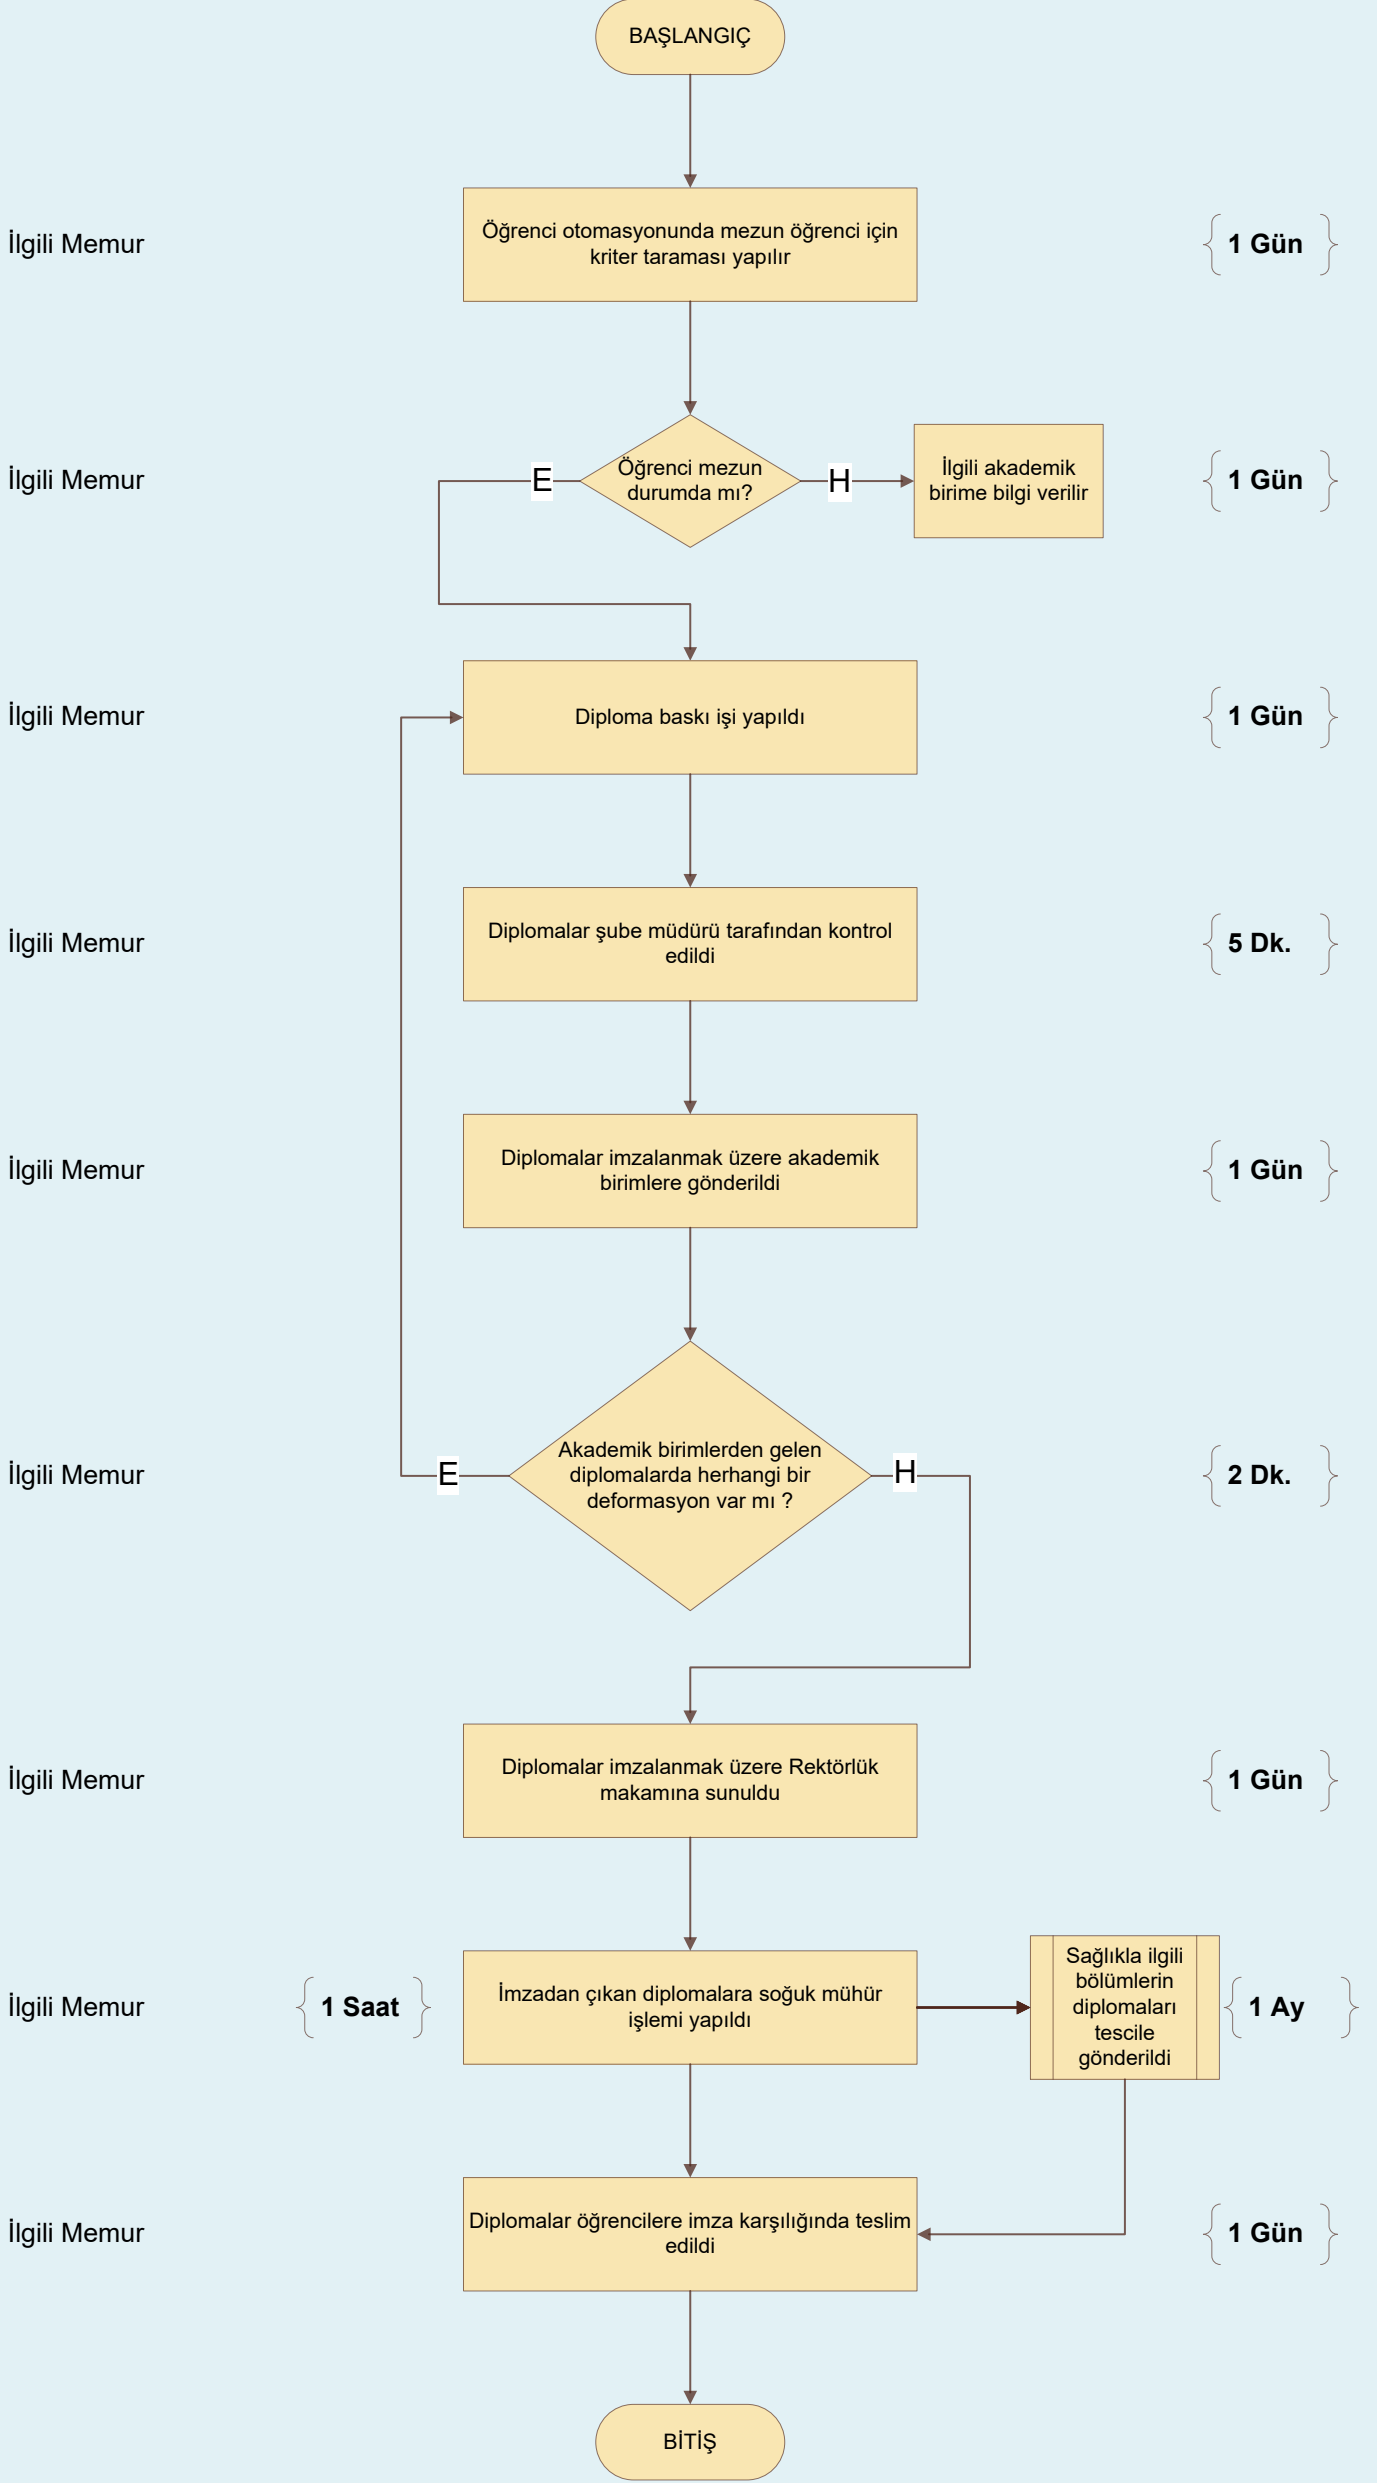 BAŞLANGIÇ
İlgili Memur
Öğrenci otomasyonunda mezun öğrenci için
kriter taraması yapılır
1 Gün
İlgili Memur
E
Öğrenci mezun
durumda mı?
H
İlgili akademik
birime bilgi verilir
1 Gün
İlgili Memur
Diploma baskı işi yapıldı
1 Gün
İlgili Memur
Diplomalar şube müdürü tarafından kontrol
edildi
5 Dk.
İlgili Memur
Diplomalar imzalanmak üzere akademik
birimlere gönderildi
1 Gün
İlgili Memur
E
Akademik birimlerden gelen
diplomalarda herhangi bir
deformasyon var mı ?
H
2 Dk.
İlgili Memur
Diplomalar imzalanmak üzere Rektörlük
makamına sunuldu
1 Gün
İlgili Memur
1 Saat
İmzadan çıkan diplomalara soğuk mühür
işlemi yapıldı
Sağlıkla ilgili
bölümlerin
diplomaları
tescile
gönderildi
1 Ay
İlgili Memur
Diplomalar öğrencilere imza karşılığında teslim
edildi
1 Gün
BİTİŞ